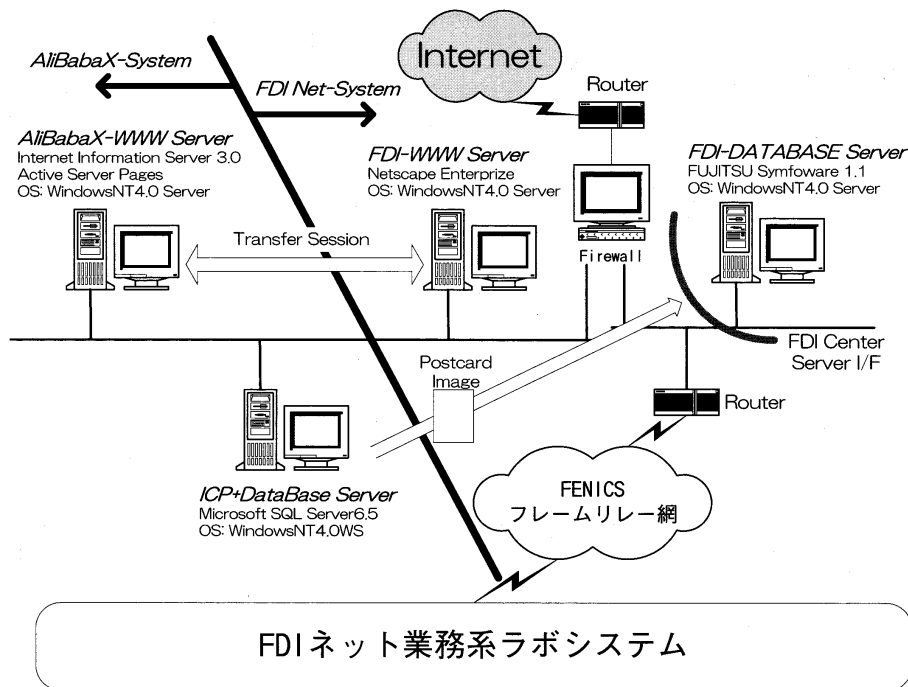 Internet
AliBabaX-System
FDI Net-System
Router
AliBabaX-WWW Server
Internet Information Server 3.0
Active Server Pages
OS: WindowsNT4.0 Server
FDI-WWW Server
Netscape Enterprize
OS: WindowsNT4.0 Server
FDI-DATABASE Server
FUJITSU Symfoware 1.1
OS: WindowsNT4.0 Server
Transfer Session
Firewall
FDI Center
Server I/F
Postcard
Image
Router
ICP+DataBase Server
Microsoft SQL Server6.5
OS: WindowsNT4.0WS
FENICS
フレームリレー網
FDIネット業務系ラボシステム